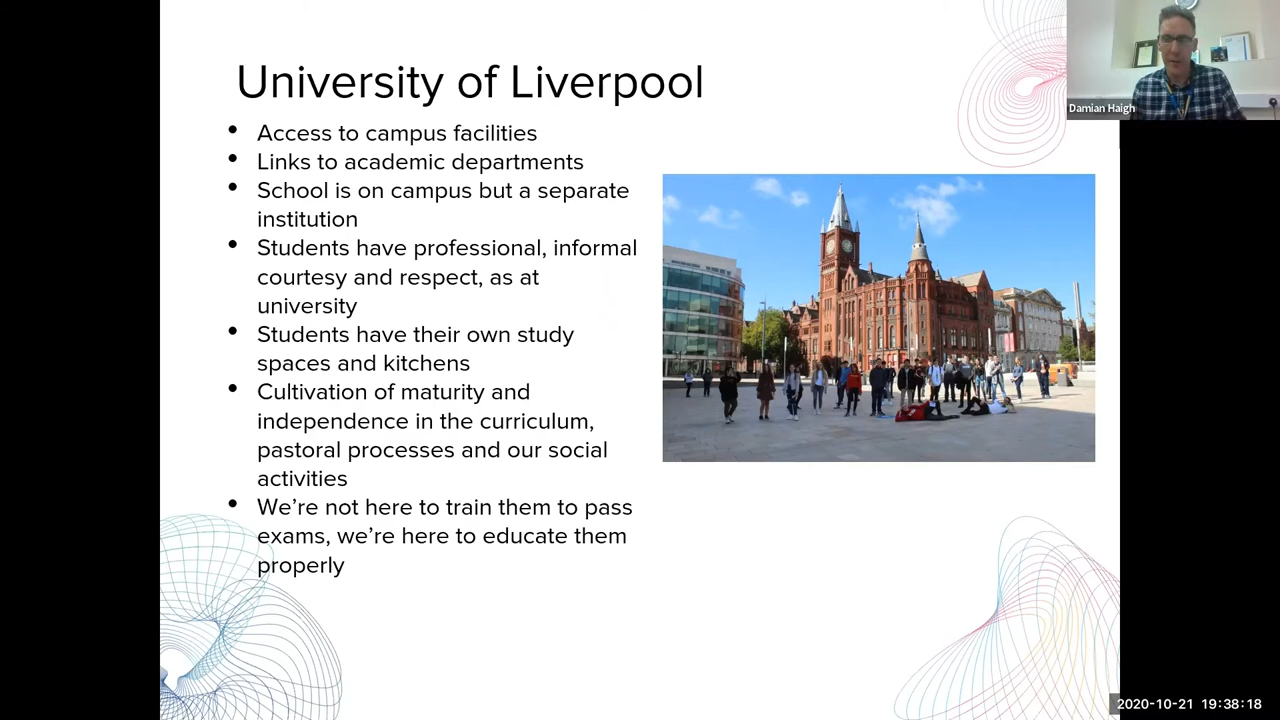 University of Liverpool
• Access to campus facilities
• Links to academic departments
• School is on campus but a separate
institution
• Students have professional, informal
courtesy and respect, as at
university
• Students have their own study
spaces and kitchens
• Cultivation of maturity and
independence in the curriculum,
pastoral processes and our social
activities
• We’re not here to train them to pass
exams, we’re here to educate them
properly
Damian Haigh
2020-10-21 19:38:18